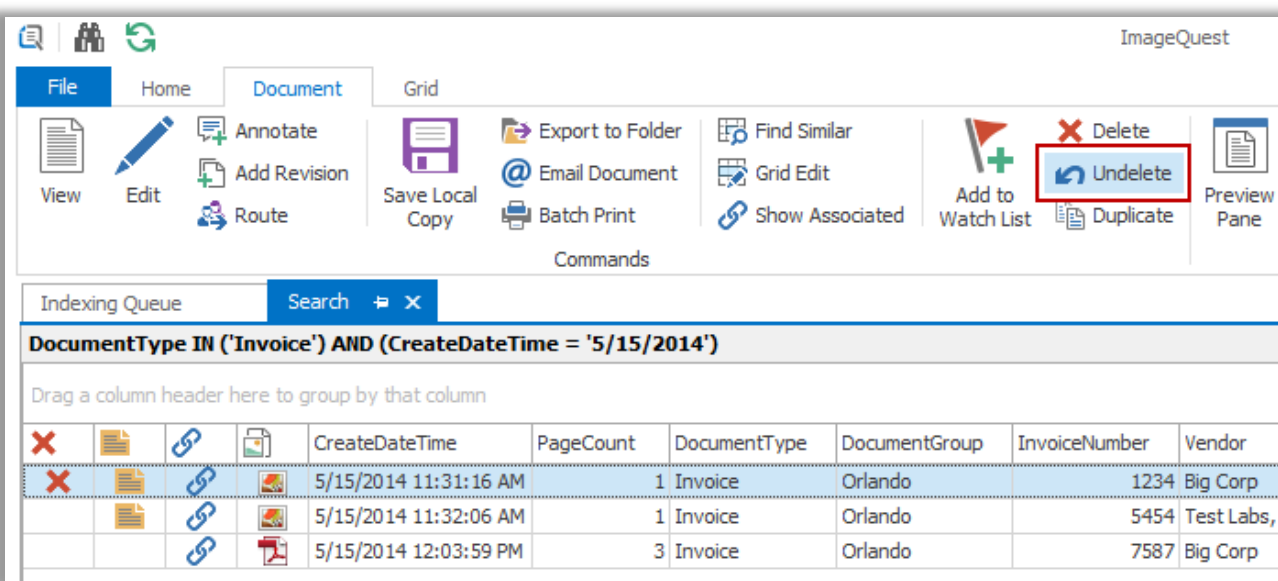 ImageQuest
File Home Document Grid
View
Edit
Annotate
Add Revision
Route
Save Local
Copy
Export to Folder
Email Document
Batch Print
Find Similar
Grid Edit
Show Associated
Add to
Watch List
Delete
Undelete
Duplicate
Preview
Pane
Commands
Indexing Queue Search
DocumentType IN ('Invoice') AND (CreateDateTime = '5/15/2014')
Drag a column header here to group by that column
CreateDateTime PageCount DocumentType DocumentGroup InvoiceNumber Vendor
5/15/2014 11:31:16 AM 1 Invoice Orlando 1234 Big Corp
5/15/2014 11:32:06 AM 1 Invoice Orlando 5454 Test Labs,
5/15/2014 12:03:59 PM 3 Invoice Orlando 7587 Big Corp